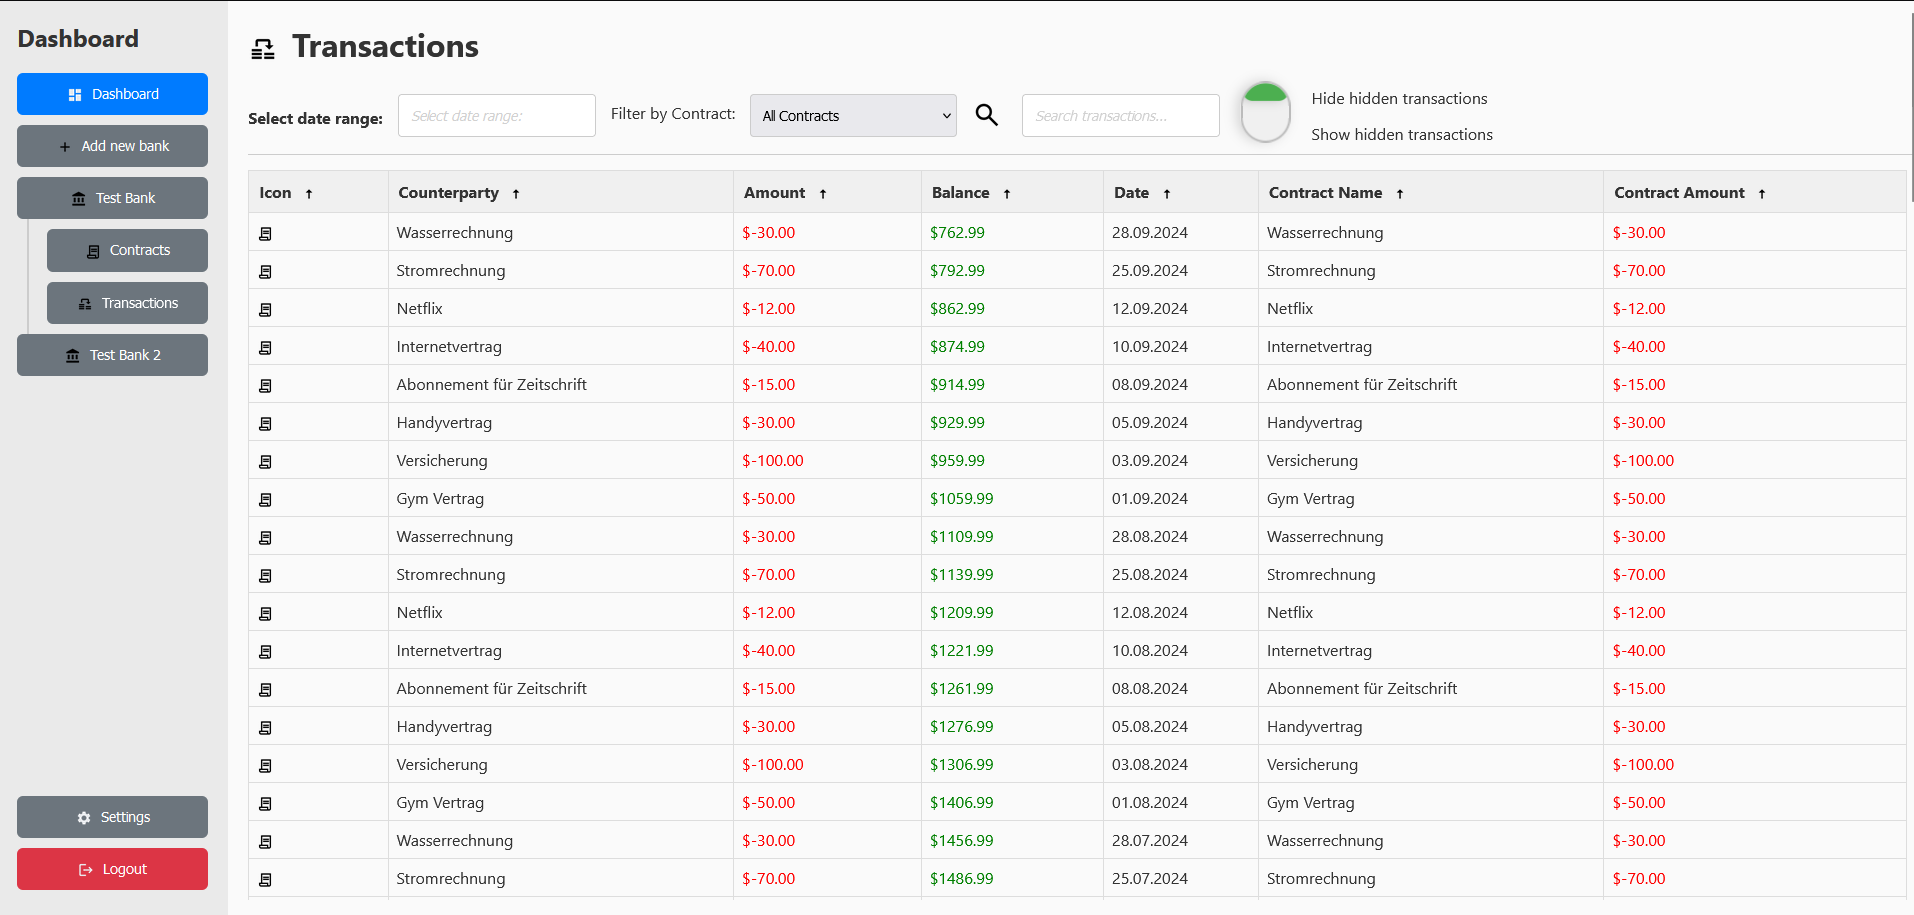 Dashboard
Dashboard
Add new bank
Test Bank
Contracts
Transactions
Test Bank 2
Settings
Logout
Transactions
Select date range: Select date range: Filter by Contract: All Contracts Search transactions... Hide hidden transactions
Show hidden transactions
Icon ↑ Counterparty ↑ Amount ↑ Balance ↑ Date ↑ Contract Name ↑ Contract Amount ↑
Wasserrechnung $-30.00 $762.99 28.09.2024 Wasserrechnung $-30.00
Stromrechnung $-70.00 $792.99 25.09.2024 Stromrechnung $-70.00
Netflix $-12.00 $862.99 12.09.2024 Netflix $-12.00
Internetvertrag $-40.00 $874.99 10.09.2024 Internetvertrag $-40.00
Abonnement für Zeitschrift $-15.00 $914.99 08.09.2024 Abonnement für Zeitschrift $-15.00
Handyvertrag $-30.00 $929.99 05.09.2024 Handyvertrag $-30.00
Versicherung $-100.00 $959.99 03.09.2024 Versicherung $-100.00
Gym Vertrag $-50.00 $1059.99 01.09.2024 Gym Vertrag $-50.00
Wasserrechnung $-30.00 $1109.99 28.08.2024 Wasserrechnung $-30.00
Stromrechnung $-70.00 $1139.99 25.08.2024 Stromrechnung $-70.00
Netflix $-12.00 $1209.99 12.08.2024 Netflix $-12.00
Internetvertrag $-40.00 $1221.99 10.08.2024 Internetvertrag $-40.00
Abonnement für Zeitschrift $-15.00 $1261.99 08.08.2024 Abonnement für Zeitschrift $-15.00
Handyvertrag $-30.00 $1276.99 05.08.2024 Handyvertrag $-30.00
Versicherung $-100.00 $1306.99 03.08.2024 Versicherung $-100.00
Gym Vertrag $-50.00 $1406.99 01.08.2024 Gym Vertrag $-50.00
Wasserrechnung $-30.00 $1456.99 28.07.2024 Wasserrechnung $-30.00
Stromrechnung $-70.00 $1486.99 25.07.2024 Stromrechnung $-70.00